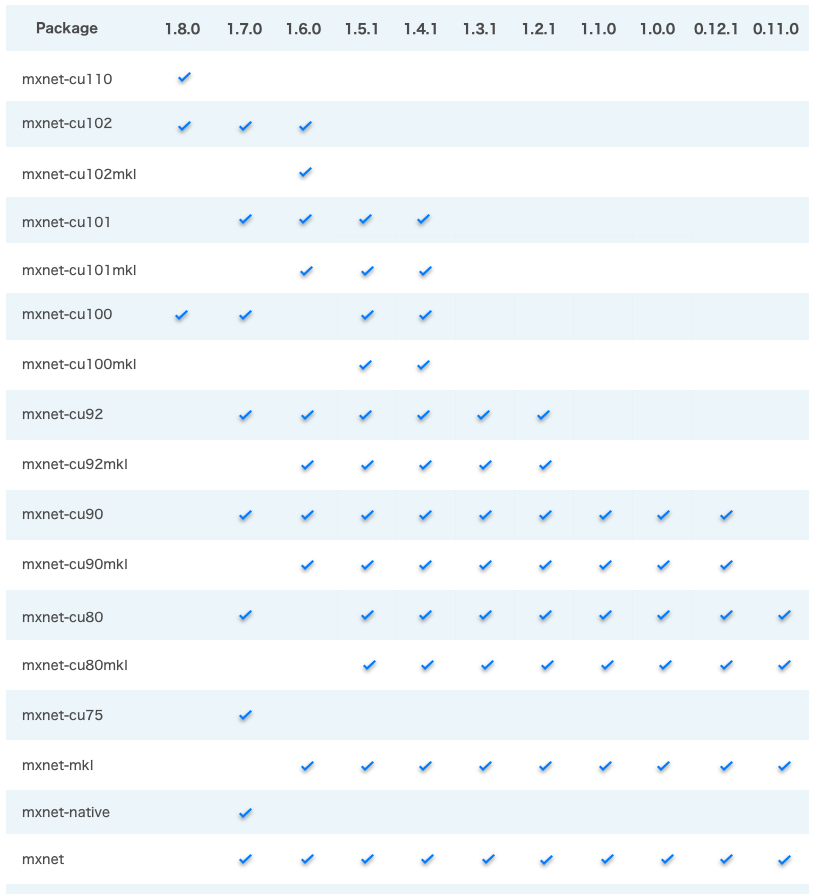 Package 1.8.0 1.7.0 1.6.0 1.5.1 1.4.1 1.3.1 1.2.1 1.1.0 1.0.0 0.12.1 0.11.0
mxnet-cu110 ✓
mxnet-cu102 ✓ ✓ ✓
mxnet-cu102mkl ✓
mxnet-cu101 ✓ ✓ ✓ ✓
mxnet-cu101mkl ✓ ✓ ✓
mxnet-cu100 ✓ ✓ ✓ ✓
mxnet-cu100mkl ✓ ✓
mxnet-cu92 ✓ ✓ ✓ ✓ ✓ ✓
mxnet-cu92mkl ✓ ✓ ✓ ✓ ✓
mxnet-cu90 ✓ ✓ ✓ ✓ ✓ ✓ ✓ ✓ ✓
mxnet-cu90mkl ✓ ✓ ✓ ✓ ✓ ✓ ✓ ✓
mxnet-cu80 ✓ ✓ ✓ ✓ ✓ ✓ ✓ ✓ ✓
mxnet-cu80mkl ✓ ✓ ✓ ✓ ✓ ✓ ✓ ✓
mxnet-cu75 ✓
mxnet-mkl ✓ ✓ ✓ ✓ ✓ ✓ ✓ ✓ ✓
mxnet-native ✓
mxnet ✓ ✓ ✓ ✓ ✓ ✓ ✓ ✓ ✓ ✓